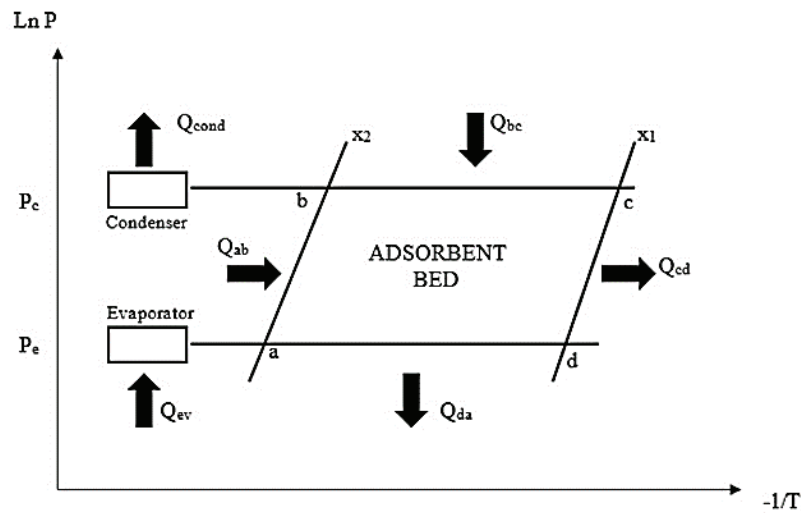 Ln P
Qcond
Qbc
x2
x1
Pc
b
c
Condenser
Qab
ADSORBENT
BED
Qcd
Evaporator
Pe
a
d
Qev
Qda
-1/T